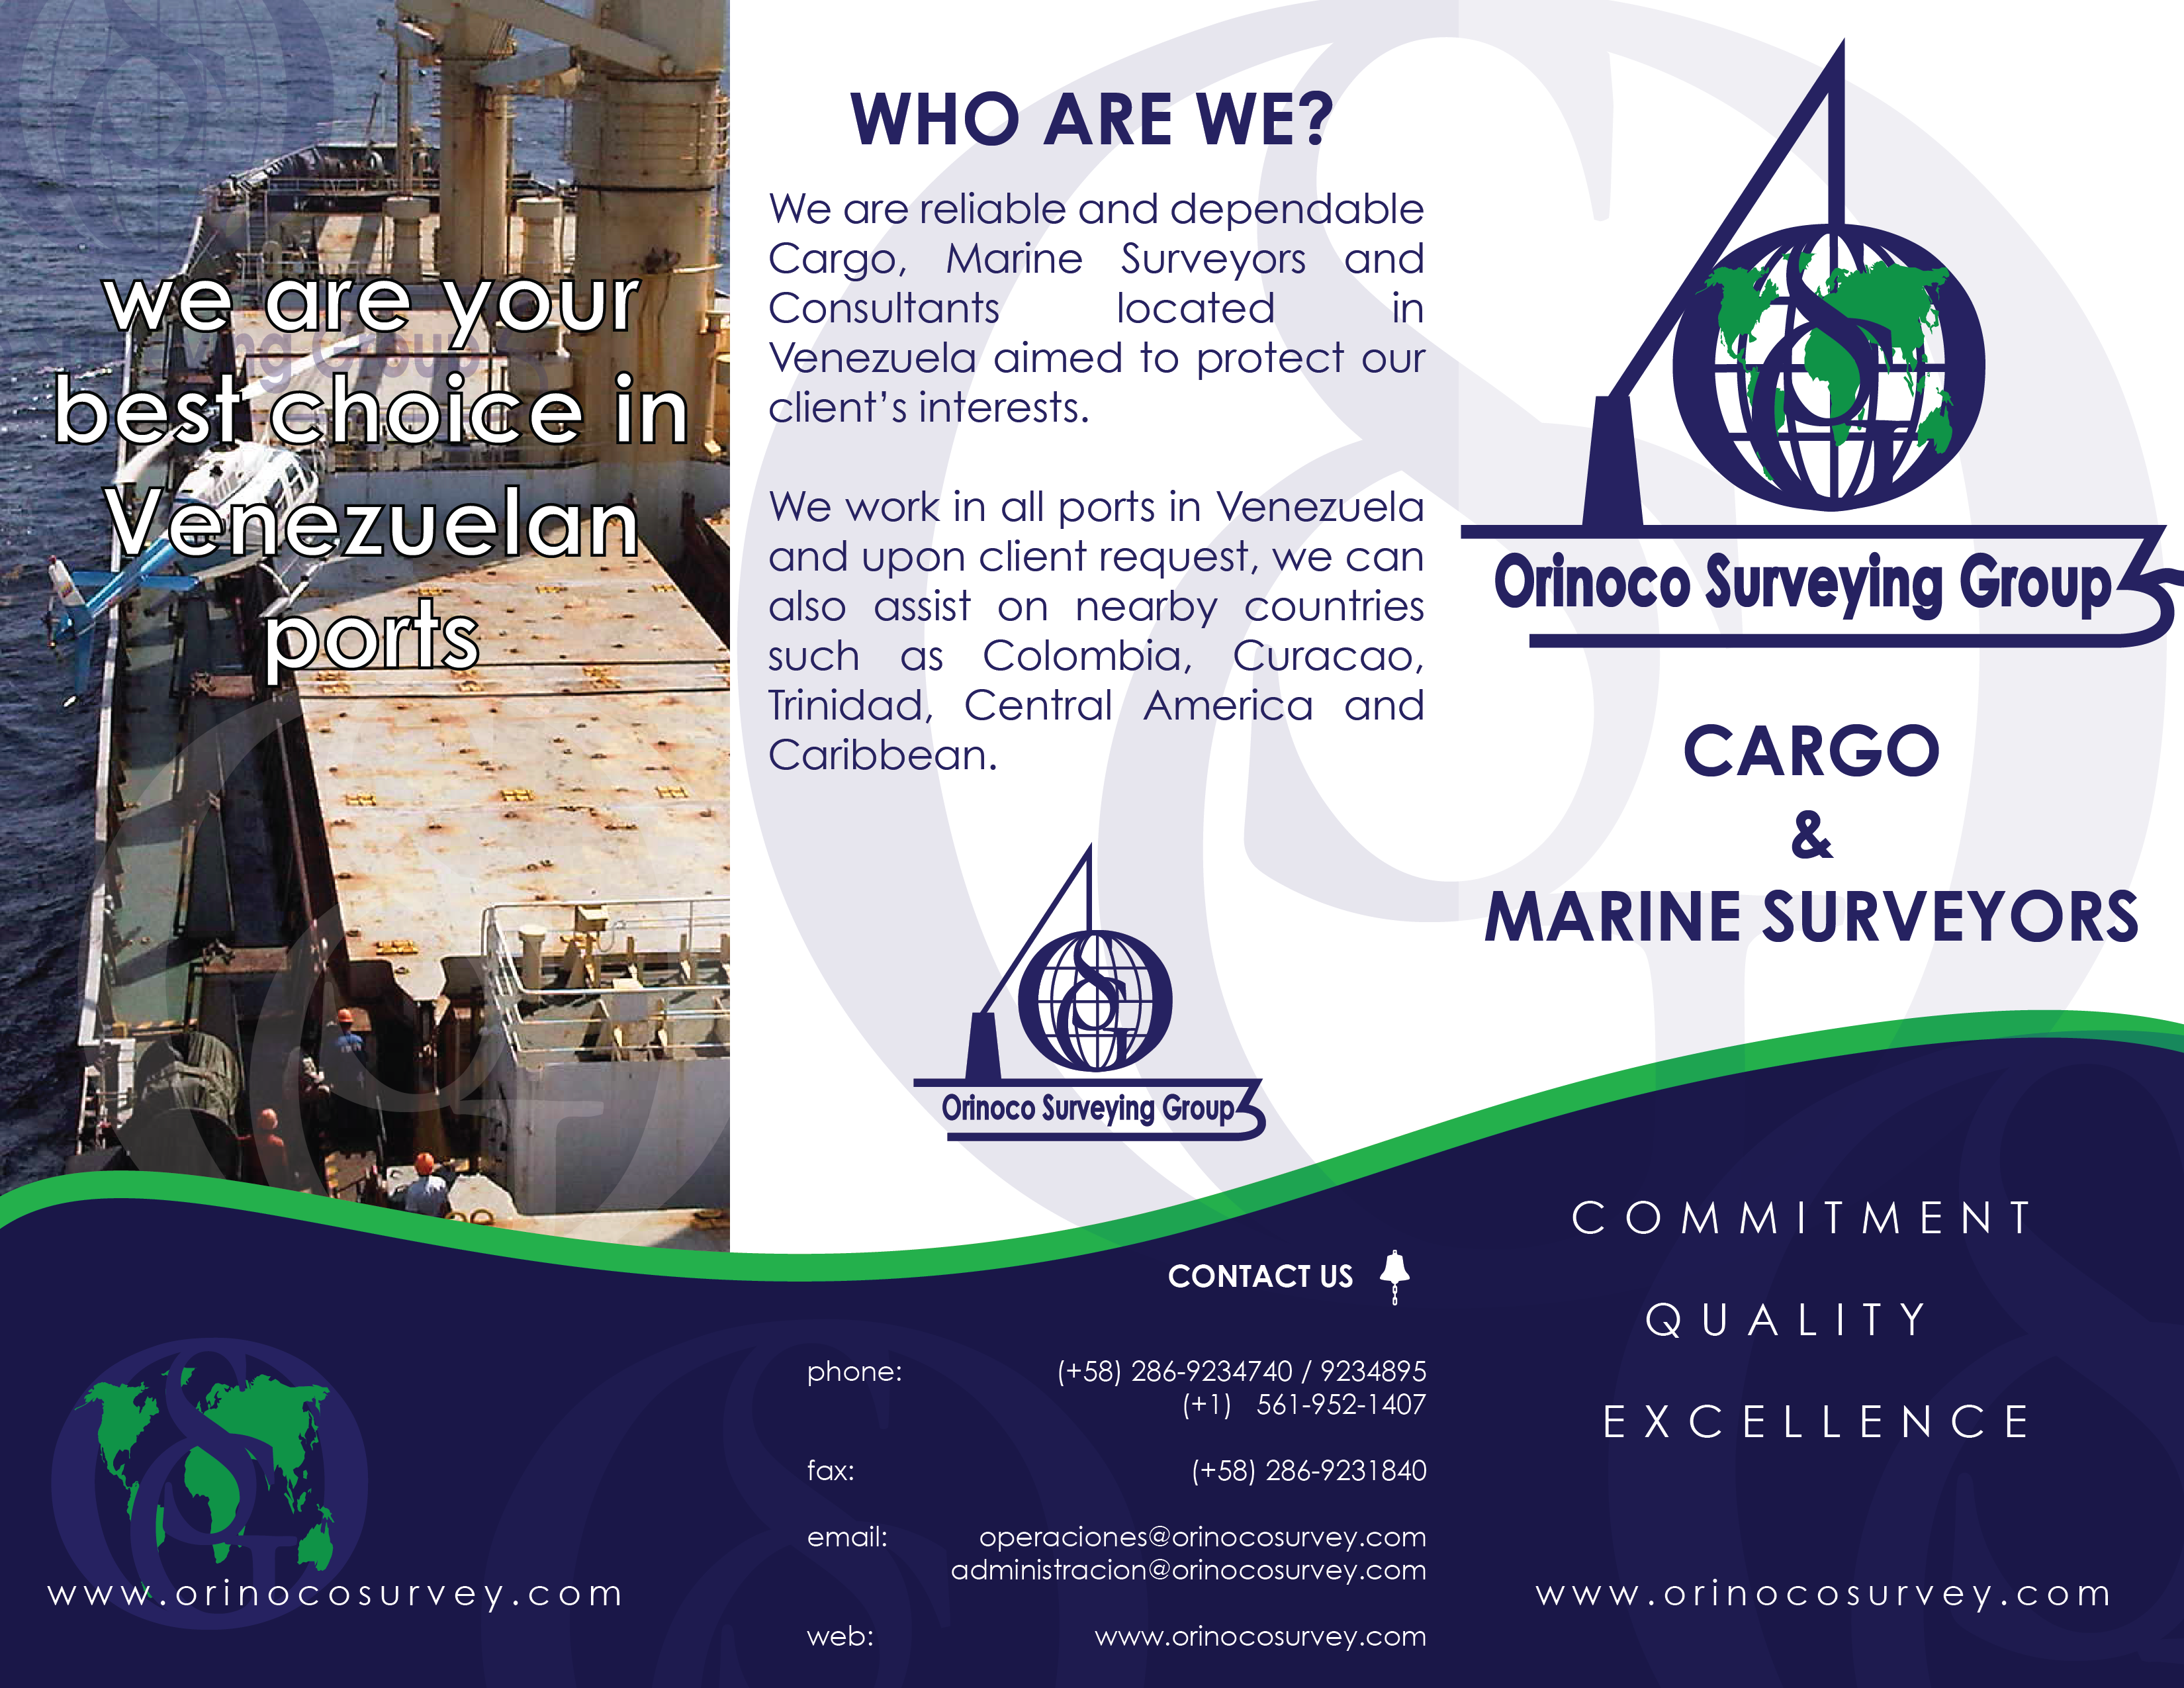 we are your
best choice in
Venezuelan
ports
www.orinocosurvey.com
WHO ARE WE?
We are reliable and dependable
Cargo, Marine Surveyors and
Consultants located in
Venezuela aimed to protect our
client’s interests.
We work in all ports in Venezuela
and upon client request, we can
also assist on nearby countries
such as Colombia, Curacao,
Trinidad, Central America and
Caribbean.
Orinoco Surveying Group
CONTACT US
phone: (+58) 286-9234740 / 9234895
(+1) 561-952-1407
fax: (+58) 286-9231840
email: operaciones@orinocosurvey.com
administracion@orinocosurvey.com
web: www.orinocosurvey.com
Orinoco Surveying Group
CARGO
&
MARINE SURVEYORS
COMMITMENT
QUALITY
EXCELLENCE
www.orinocosurvey.com